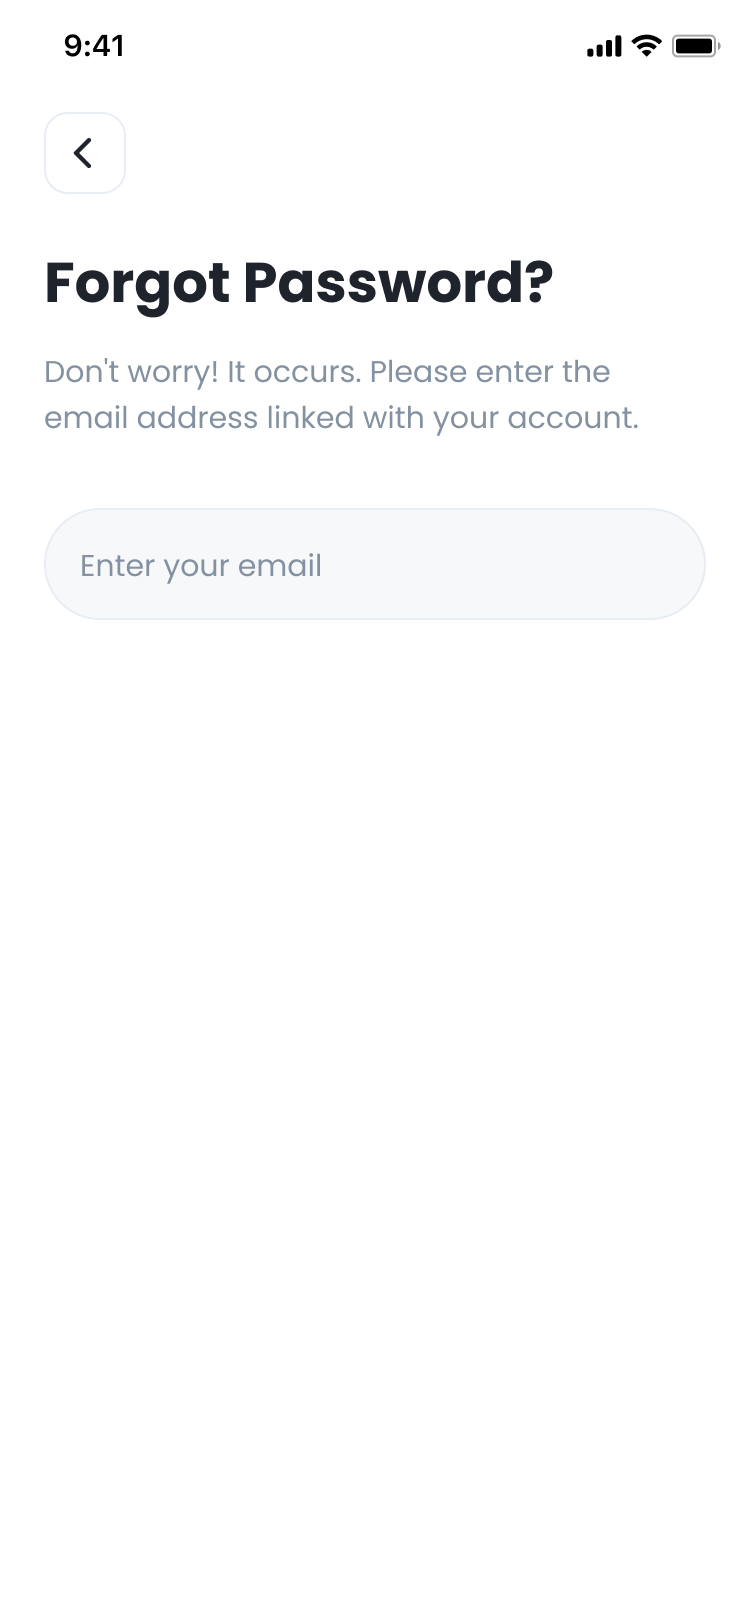 9:41
Forgot Password?
Don't worry! It occurs. Please enter the
email address linked with your account.
Enter your email